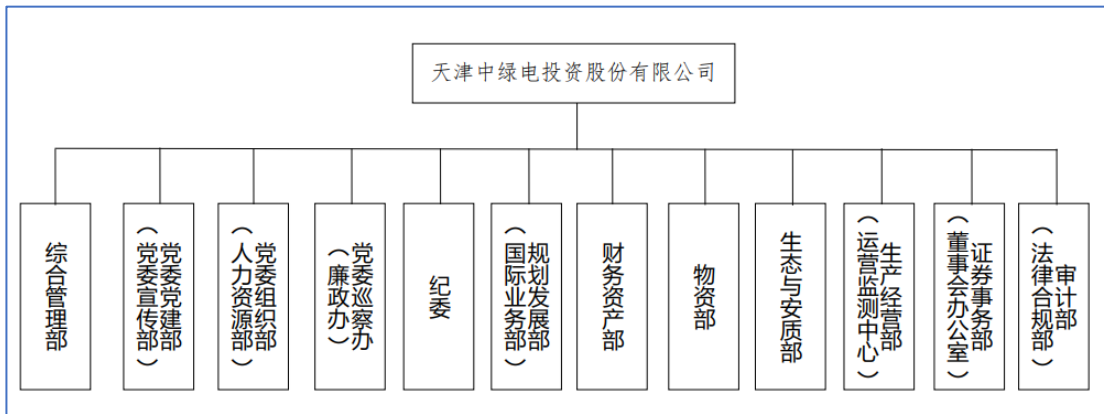 天津中绿电投资股份有限公司
综合管理部
党委党建部
（党委宣传部）
党委组织部
（人力资源部）
党委巡察办
（廉政办）
纪委
规划发展部
（国际业务部）
财务资产部
物资部
生态与安质部
生产经营部
（运营监测中心）
证券事务部
（董事会办公室）
审计部
（法律合规部）